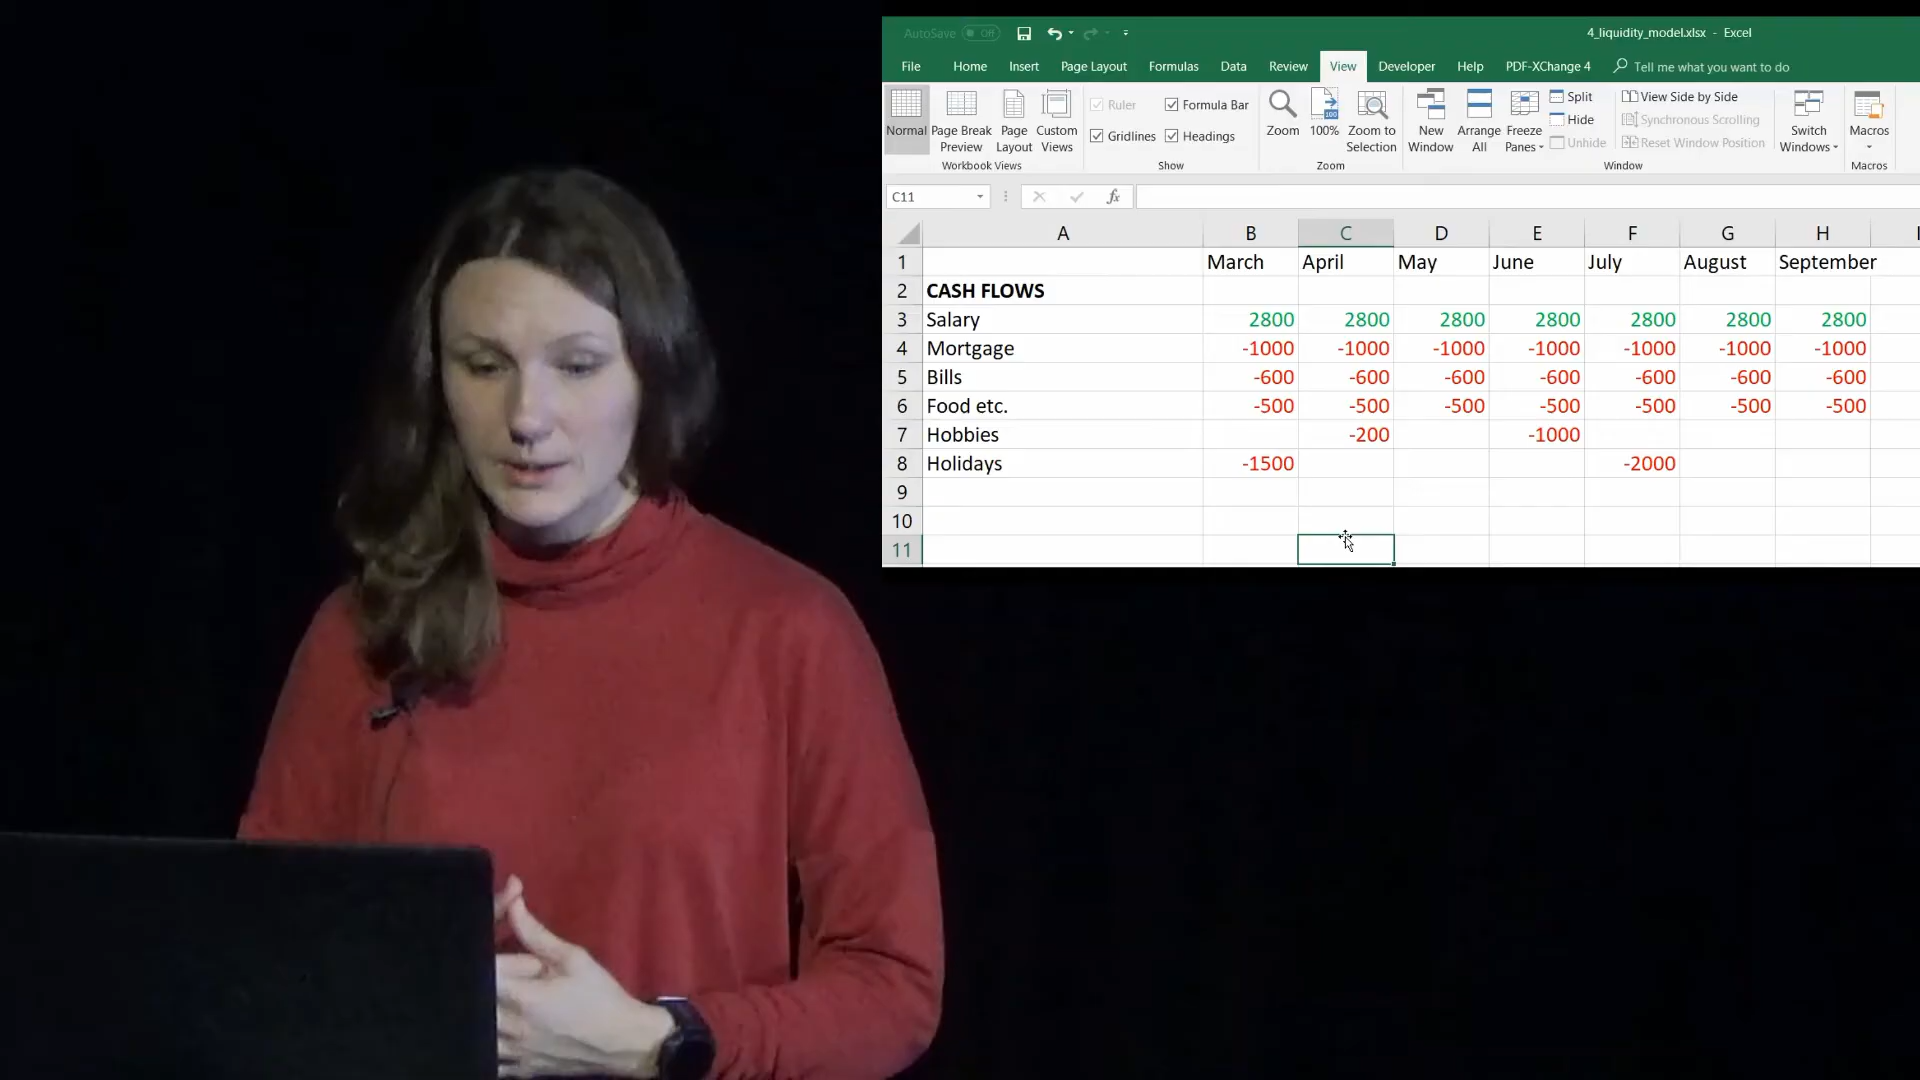 AutoSave Off
4_liquidity_model.xlsx - Excel
File Home Insert Page Layout Formulas Data Review View Developer Help PDF-XChange 4 Tell me what you want to do
Normal
Page Break Preview
Page Layout
Custom Views
Workbook Views
Ruler
Formula Bar
Gridlines
Headings
Show
Zoom
100%
Zoom to Selection
Zoom
New Window
Arrange All
Freeze Panes
Split
Hide
Unhide
View Side by Side
Synchronous Scrolling
Reset Window Position
Window
Switch Windows
Macros
Macros
C11
fx
A B C D E F G H I
1 March April May June July August September
2 CASH FLOWS
3 Salary 2800 2800 2800 2800 2800 2800 2800
4 Mortgage -1000 -1000 -1000 -1000 -1000 -1000 -1000
5 Bills -600 -600 -600 -600 -600 -600 -600
6 Food etc. -500 -500 -500 -500 -500 -500 -500
7 Hobbies -200 -1000
8 Holidays -1500 -2000
9
10
11